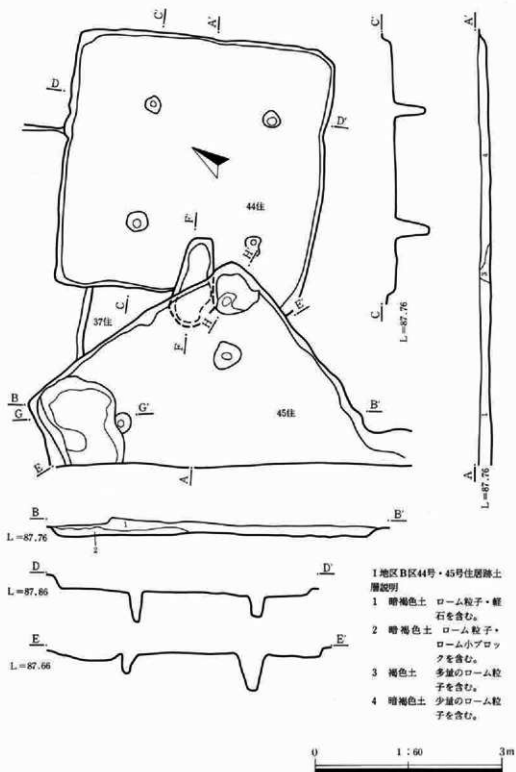 C'
A'
D
D'
44住
F'
H'
C
37住
F
H
E'
B
G
G'
B'
45住
E
A
C'
C
L=87.76
A'
4
3
1
A
L=87.76
B
B'
1
2
L=87.76
D
D'
L=87.86
E
E'
L=87.66
I地区B区44号・45号住居跡土
層説明
1 暗褐色土 ローム粒子・軽
石を含む。
2 暗褐色土 ローム粒子・
ローム小ブロッ
クを含む。
3 褐色土 多量のローム粒
子を含む。
4 暗褐色土 少量のローム粒
子を含む。
0 1:60 3m